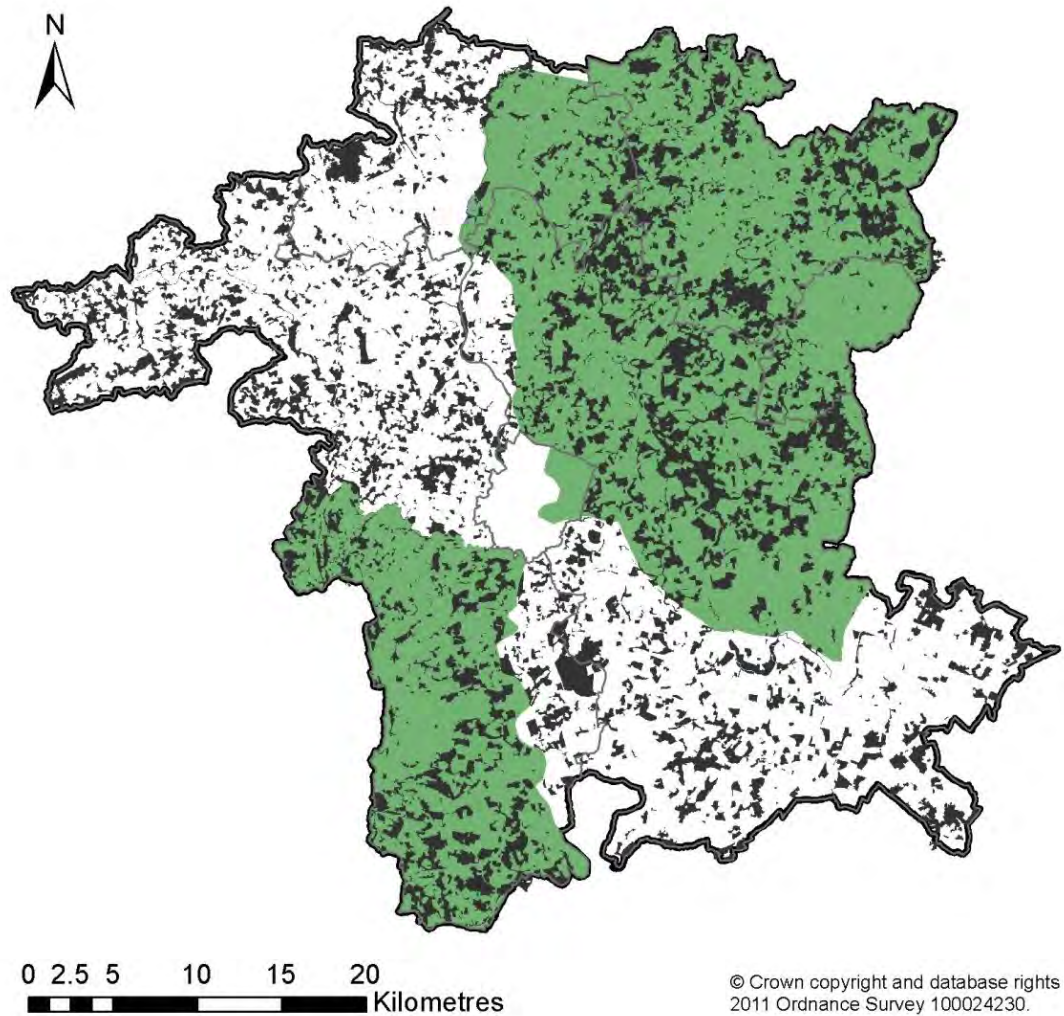 N
0 2.5 5 10 15 20
Kilometres
© Crown copyright and database rights
2011 Ordnance Survey 100024230.